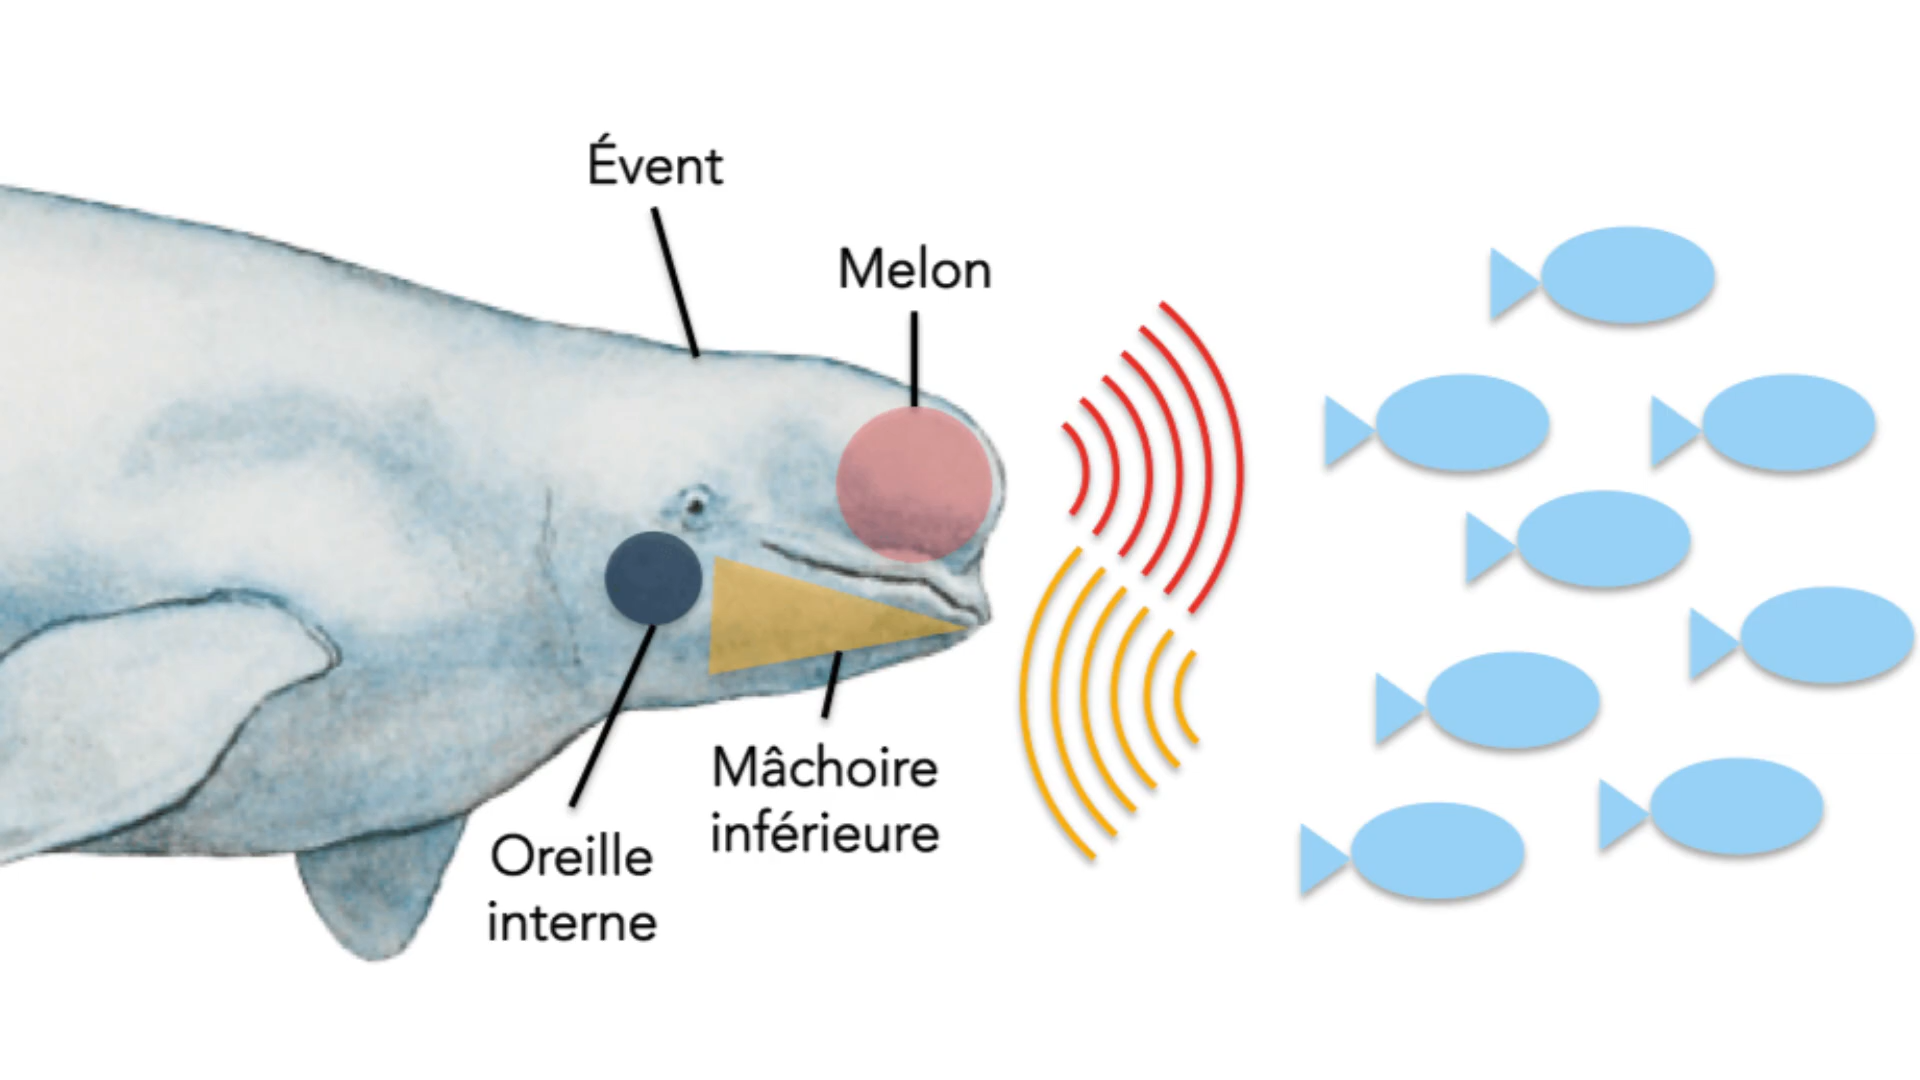 Évent
Melon
Mâchoire
inférieure
Oreille
interne